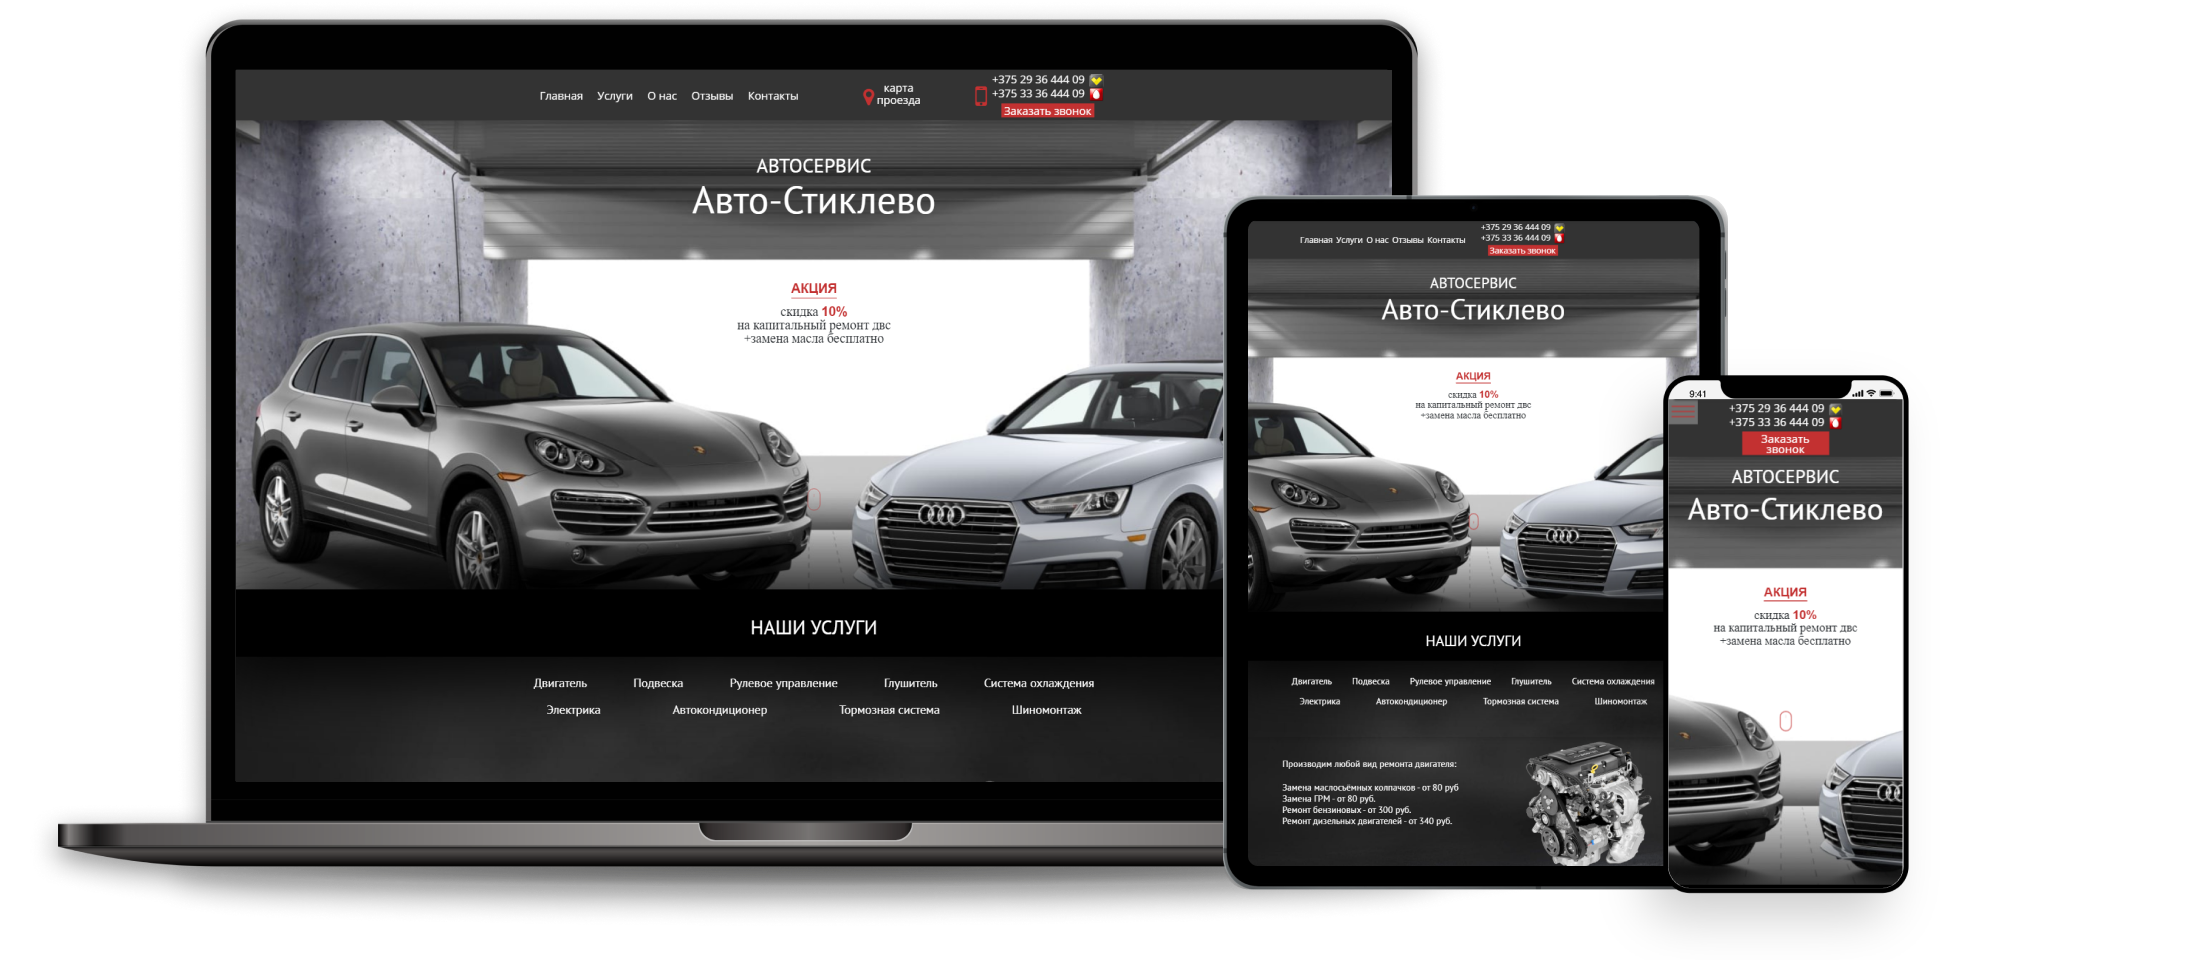 Главная Услуги О нас Отзывы Контакты
карта
проезда
+375 29 36 444 09
+375 33 36 444 09
Заказать звонок
АВТОСЕРВИС
Авто-Стиклево
АКЦИЯ
скидка 10%
на капитальный ремонт двс
+замена масла бесплатно
НАШИ УСЛУГИ
Двигатель Подвеска Рулевое управление Глушитель Система охлаждения
Электрика Автокондиционер Тормозная система Шиномонтаж
Главная Услуги О нас Отзывы Контакты
+375 29 36 444 09
+375 33 36 444 09
Заказать звонок
АВТОСЕРВИС
Авто-Стиклево
АКЦИЯ
скидка 10%
на капитальный ремонт двс
+замена масла бесплатно
НАШИ УСЛУГИ
Двигатель Подвеска Рулевое управление Глушитель Система охлаждения
Электрика Автокондиционер Тормозная система Шиномонтаж
Производим любой вид ремонта двигателя:
Замена маслосъёмных колпачков - от 80 руб
Замена ГРМ - от 80 руб.
Ремонт бензиновых - от 300 руб.
Ремонт дизельных двигателей - от 340 руб.
9:41
+375 29 36 444 09
+375 33 36 444 09
Заказать
звонок
АВТОСЕРВИС
Авто-Стиклево
АКЦИЯ
скидка 10%
на капитальный ремонт двс
+замена масла бесплатно